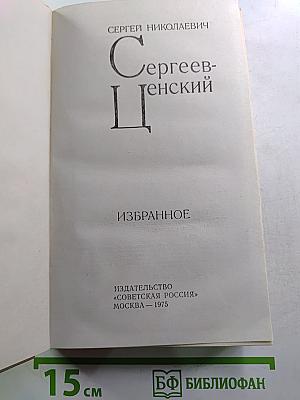 СЕРГЕЙ НИКОЛАЕВИЧ
Сергеев-
Ценский
ИЗБРАННОЕ
ИЗДАТЕЛЬСТВО
«СОВЕТСКАЯ РОССИЯ»
МОСКВА — 1975
15 см
БФ БИБЛИОФАН